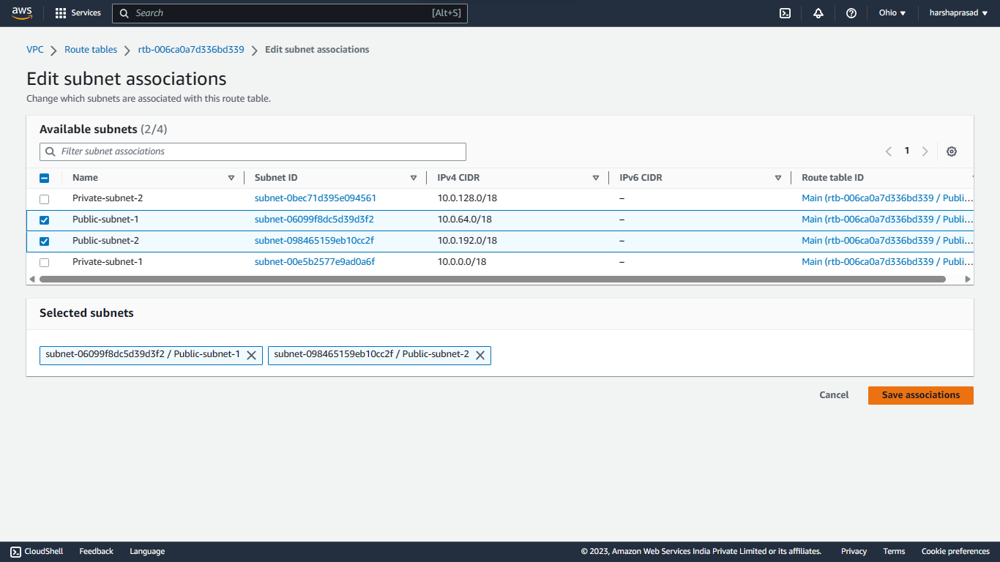 aws Services Search [Alt+S] Ohio harshaprasad
VPC Route tables rtb-006ca0a7d336bd339 Edit subnet associations
Edit subnet associations
Change which subnets are associated with this route table.
Available subnets (2/4)
Filter subnet associations 1
Name Subnet ID IPv4 CIDR IPv6 CIDR Route table ID
Private-subnet-2 subnet-0bec71d395e094561 10.0.128.0/18 – Main (rtb-006ca0a7d336bd339 / Publi...
Public-subnet-1 subnet-06099f8dc5d39d3f2 10.0.64.0/18 – Main (rtb-006ca0a7d336bd339 / Publi...
Public-subnet-2 subnet-098465159eb10cc2f 10.0.192.0/18 – Main (rtb-006ca0a7d336bd339 / Publi...
Private-subnet-1 subnet-00e5b2577e9ad0a6f 10.0.0.0/18 – Main (rtb-006ca0a7d336bd339 / Publi...
Selected subnets
subnet-06099f8dc5d39d3f2 / Public-subnet-1 subnet-098465159eb10cc2f / Public-subnet-2
Cancel Save associations
CloudShell Feedback Language © 2023, Amazon Web Services India Private Limited or its affiliates. Privacy Terms Cookie preferences